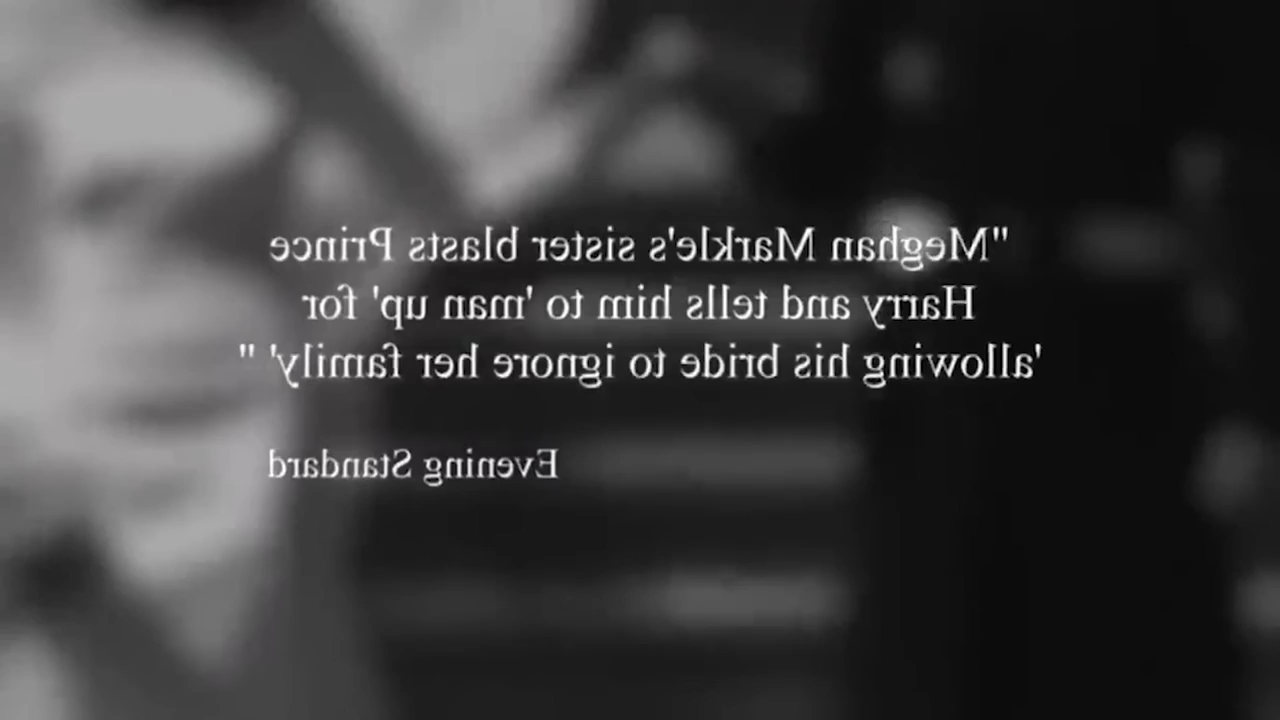 "Meghan Markle's sister blasts Prince
Harry and tells him to 'man up' for
'allowing his bride to ignore her family' "
Evening Standard